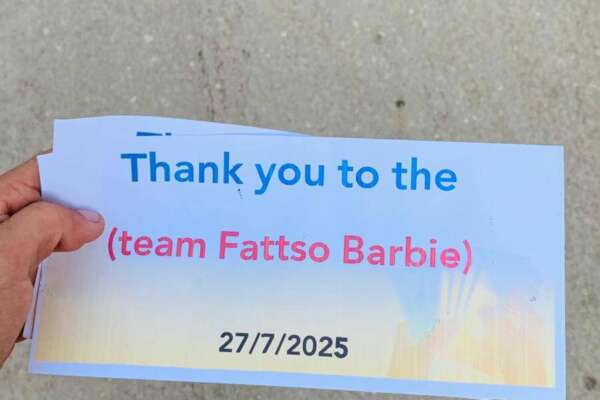 Thank you to the
(team Fattso Barbie)
27/7/2025